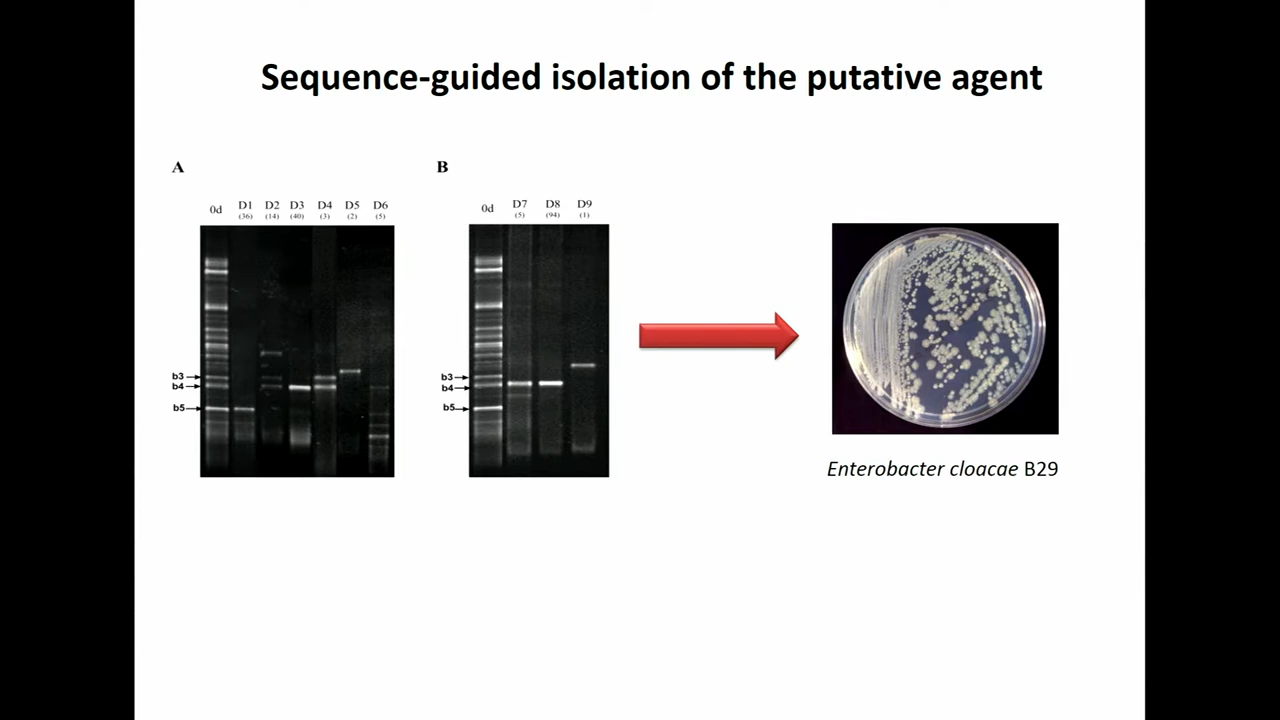 Sequence-guided isolation of the putative agent
A
0d D1 D2 D3 D4 D5 D6
(36) (14) (40) (3) (2) (5)
b3
b4
b5
B
0d D7 D8 D9
(5) (94) (1)
b3
b4
b5
Enterobacter cloacae B29